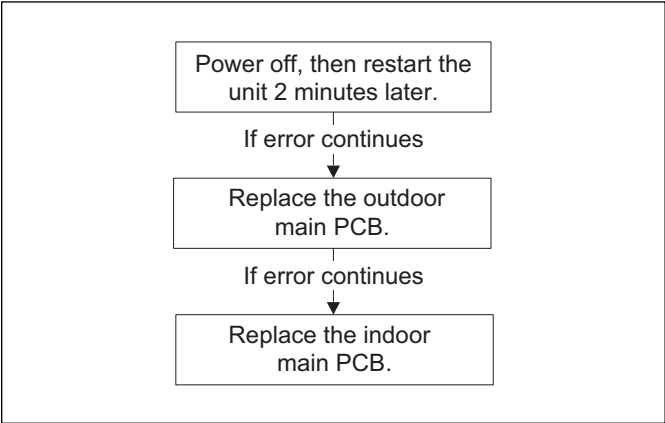 Power off, then restart the
unit 2 minutes later.
If error continues
Replace the outdoor
main PCB.
If error continues
Replace the indoor
main PCB.